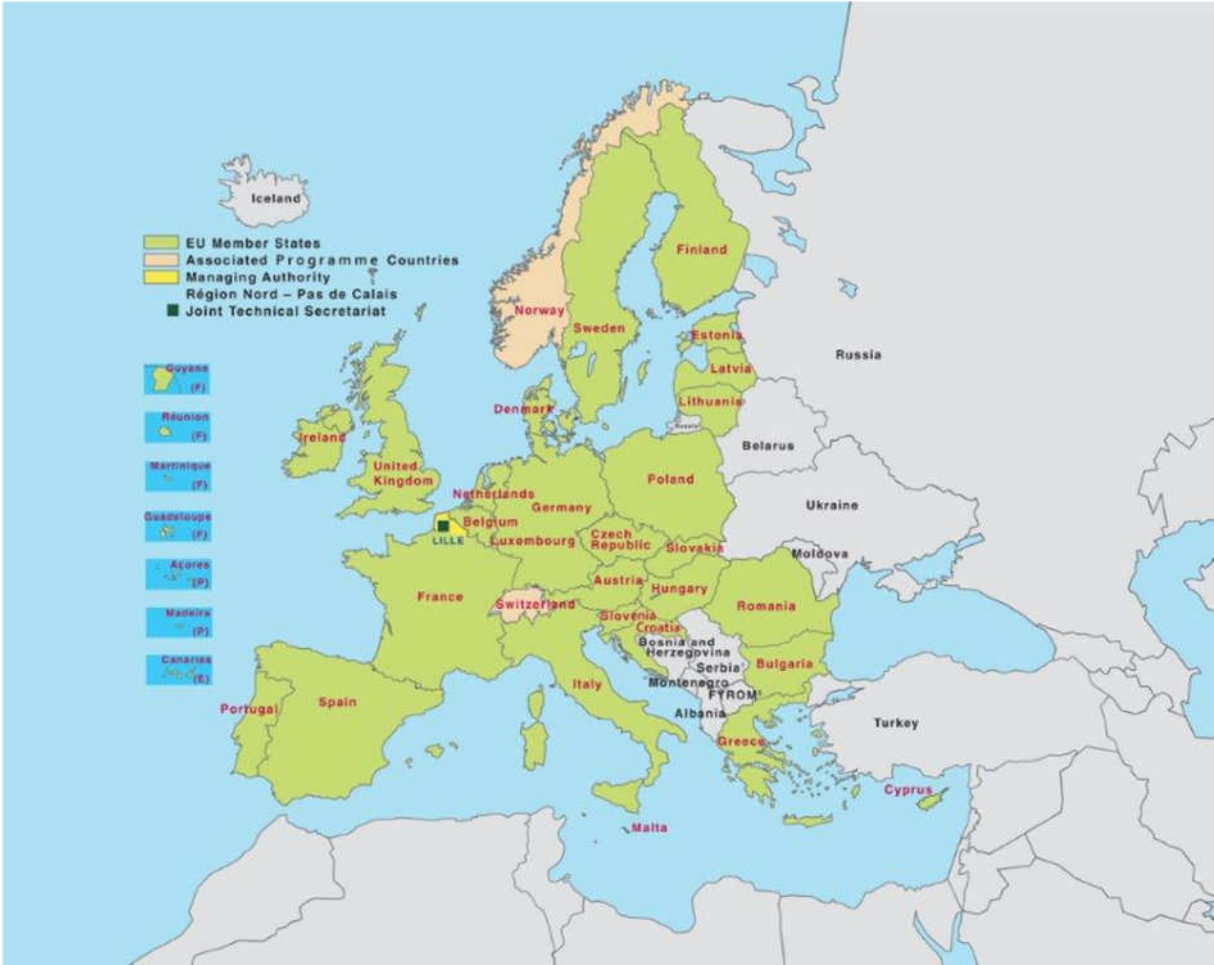 Iceland
EU Member States
Associated Programme Countries
Managing Authority
Région Nord – Pas de Calais
Joint Technical Secretariat
Guyane
(F)
Réunion
(F)
Martinique
(F)
Guadeloupe
(F)
Açores
(P)
Madeira
(P)
Canarias
(E)
Finland
Norway
Sweden
Estonia
Russia
Latvia
Lithuania
Denmark
Russia
Ireland
Belarus
United
Kingdom
Poland
Netherlands
Germany
Ukraine
Belgium
LILLE
Luxembourg
Czech
Republic
Slovakia
Moldova
Austria
Hungary
France
Switzerland
Romania
Slovenia
Croatia
Bosnia and
Herzegovina
Serbia
Bulgaria
Montenegro
Italy
FYROM¹
Portugal
Spain
Albania
Turkey
Greece
Cyprus
Malta